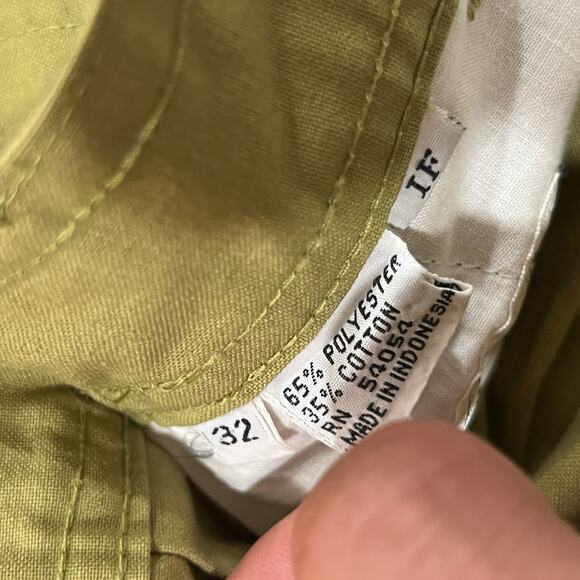 IF
65% POLYESTER
35% COTTON
RN 54054
MADE IN INDONESIA
32